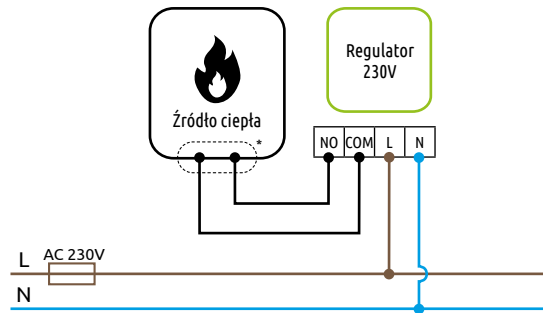 Regulator
230V
Źródło ciepła
*
NO COM L N
L AC 230V
N